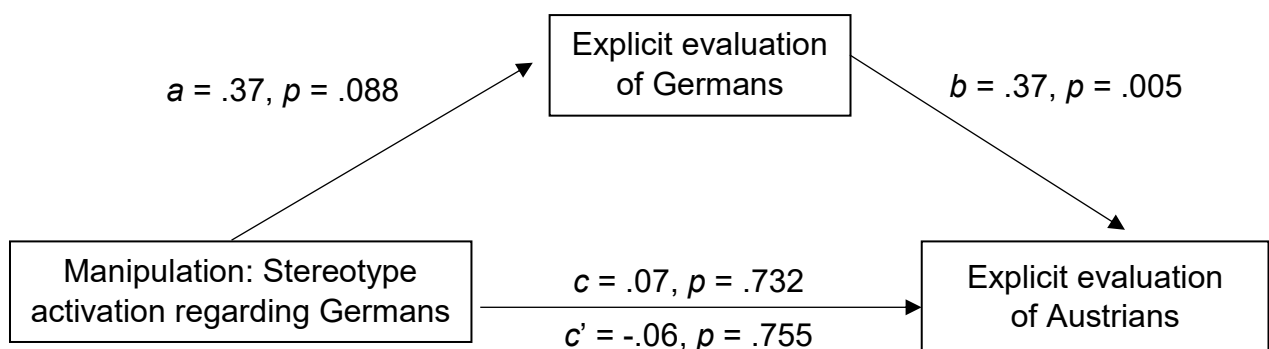 Explicit evaluation
of Germans
a = .37, p = .088
b = .37, p = .005
Manipulation: Stereotype
activation regarding Germans
c = .07, p = .732
c’ = -.06, p = .755
Explicit evaluation
of Austrians